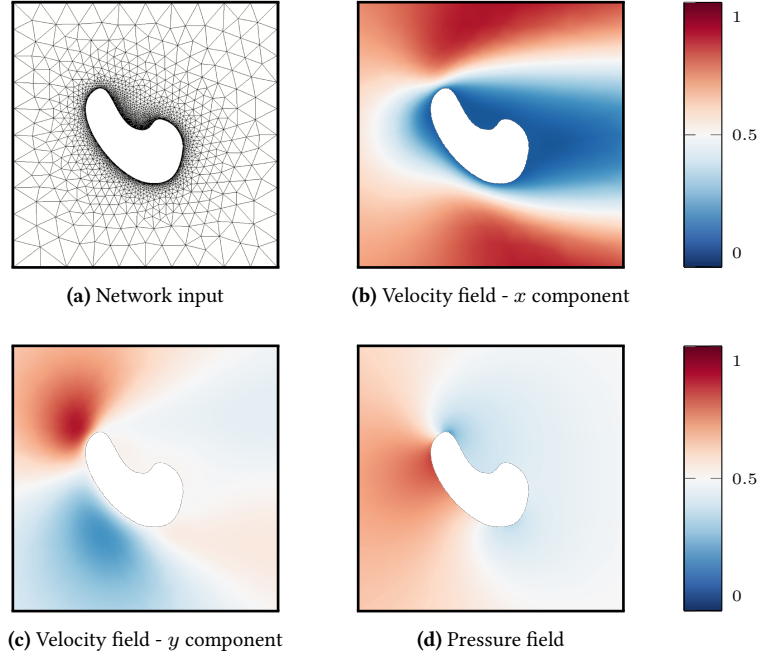 1
0.5
0
(a) Network input
(b) Velocity field - x component
1
0.5
0
(c) Velocity field - y component
(d) Pressure field